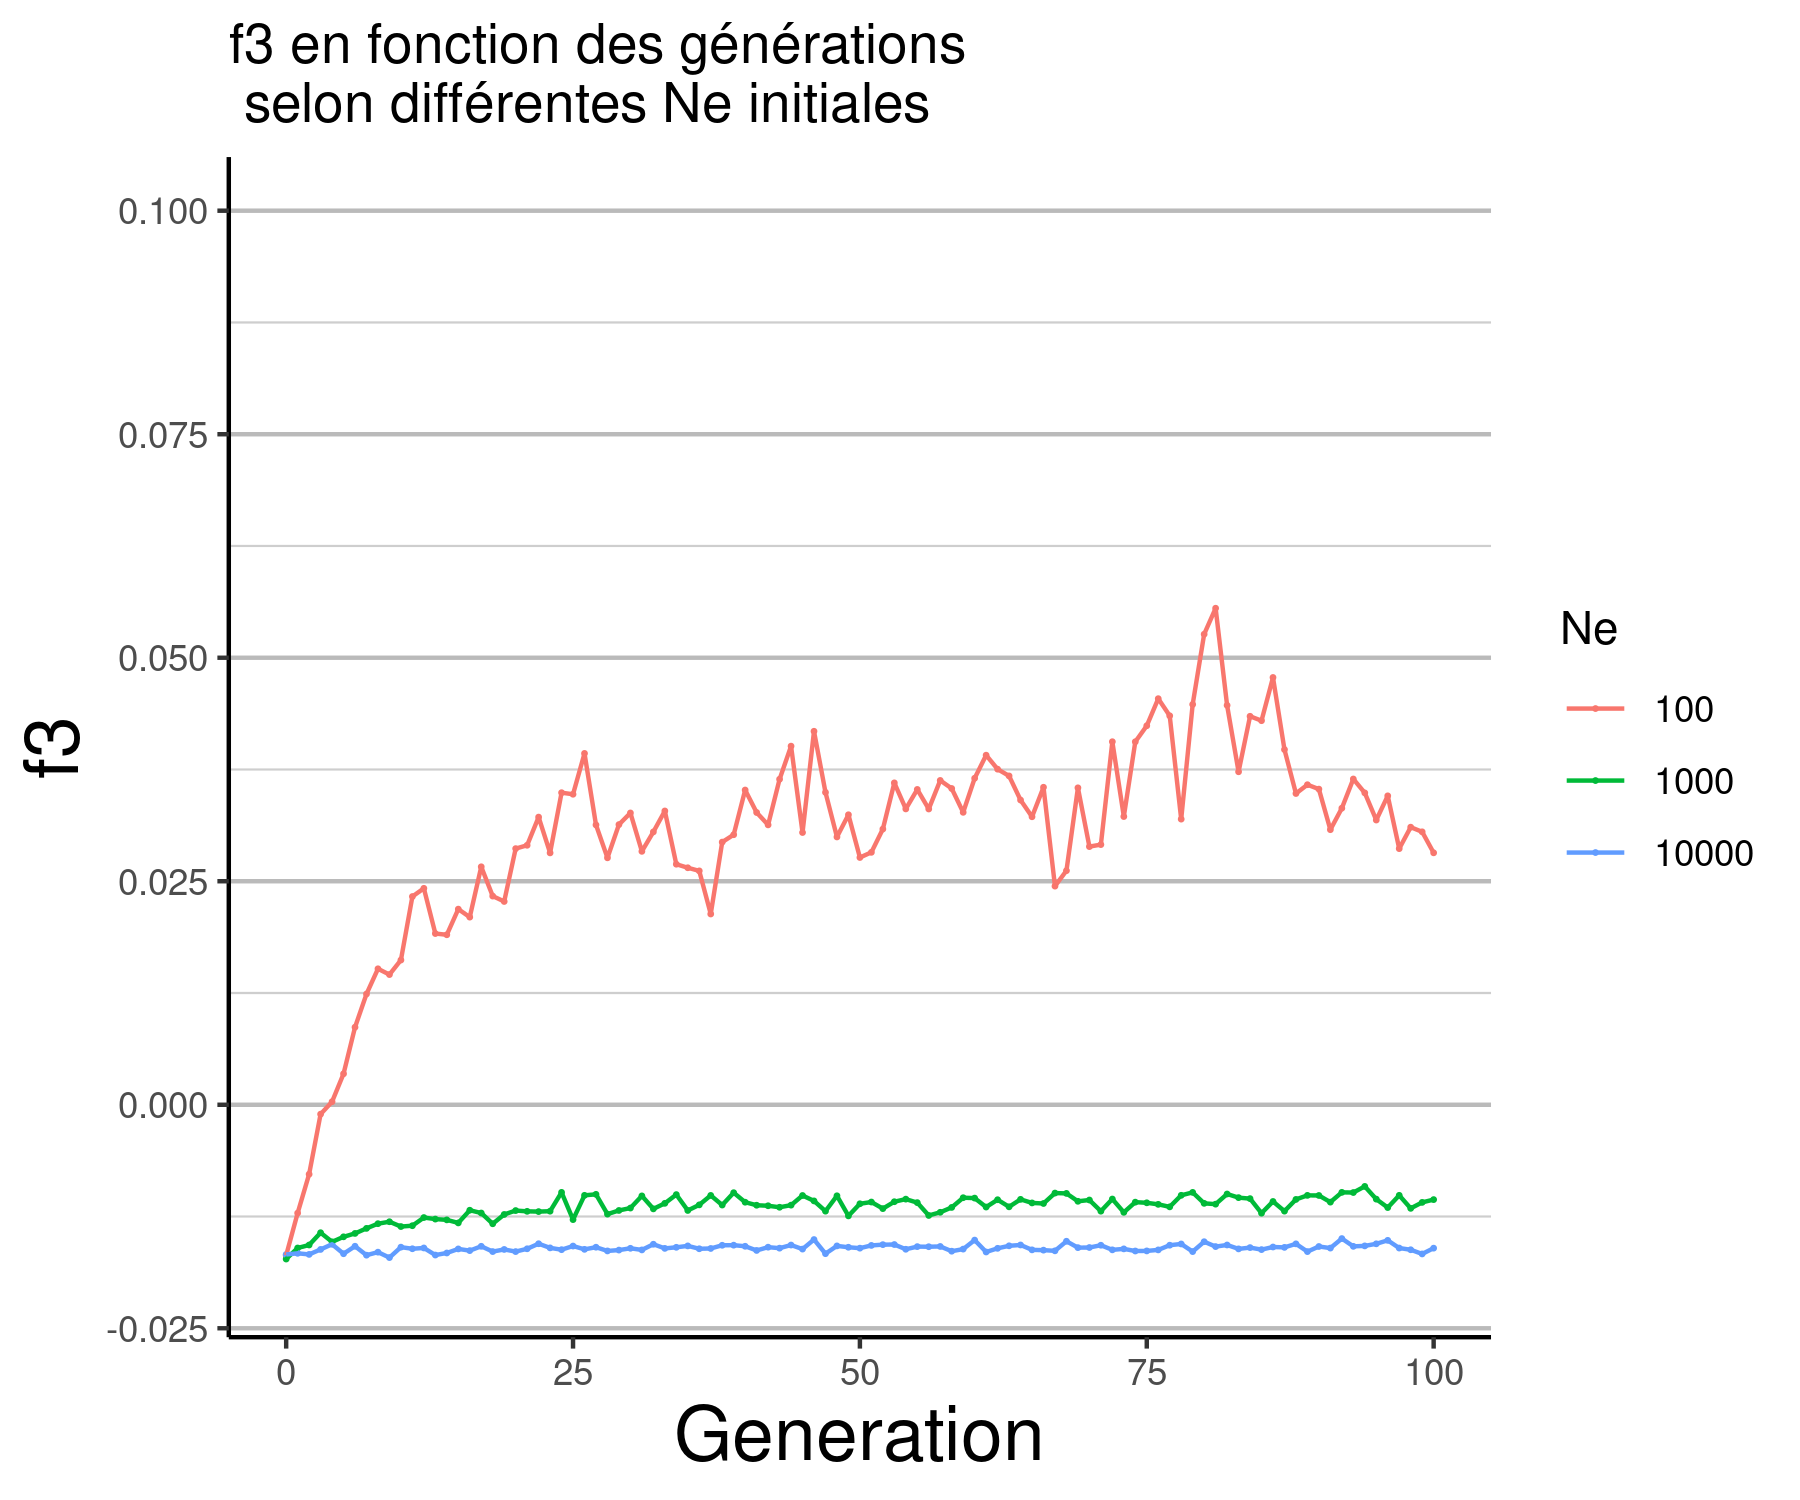 f3 en fonction des générations
selon différentes Ne initiales
0.100
0.075
0.050
0.025
0.000
-0.025
f3
0 25 50 75 100
Generation
Ne
100
1000
10000